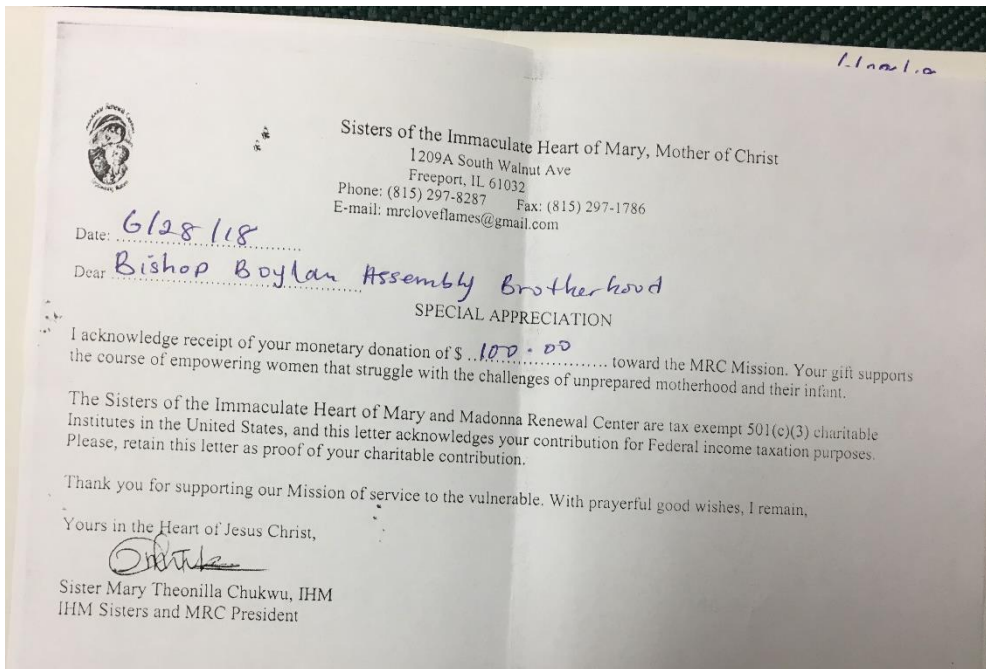 Sisters of the Immaculate Heart of Mary, Mother of Christ
1209A South Walnut Ave
Freeport, IL 61032
Phone: (815) 297-8287 Fax: (815) 297-1786
E-mail: mrcloveflames@gmail.com
Date: 6/28/18
Dear Bishop Boylan Assembly Brotherhood
SPECIAL APPRECIATION
I acknowledge receipt of your monetary donation of $ 100.00 toward the MRC Mission. Your gift supports
the course of empowering women that struggle with the challenges of unprepared motherhood and their infant.
The Sisters of the Immaculate Heart of Mary and Madonna Renewal Center are tax exempt 501(c)(3) charitable
Institutes in the United States, and this letter acknowledges your contribution for Federal income taxation purposes.
Please, retain this letter as proof of your charitable contribution.
Thank you for supporting our Mission of service to the vulnerable. With prayerful good wishes, I remain,
Yours in the Heart of Jesus Christ,
Sister Mary Theonilla Chukwu, IHM
IHM Sisters and MRC President